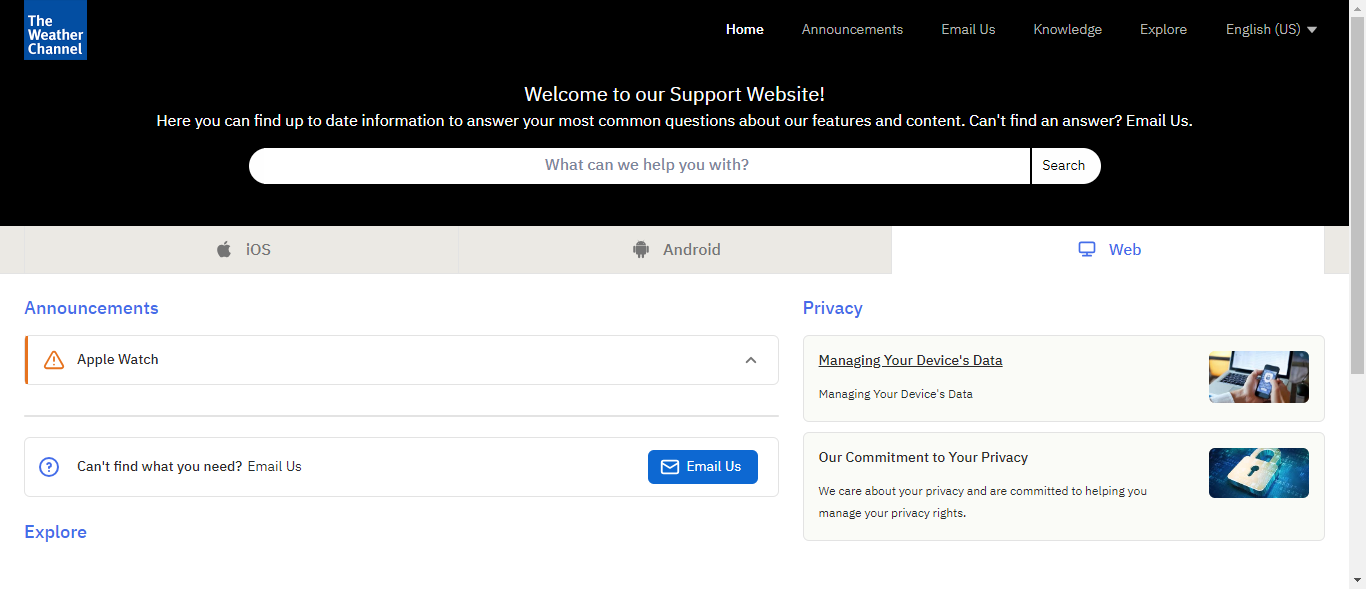 The
Weather
Channel
Home
Announcements
Email Us
Knowledge
Explore
English (US)
Welcome to our Support Website!
Here you can find up to date information to answer your most common questions about our features and content. Can't find an answer? Email Us.
What can we help you with?
Search
iOS
Android
Web
Announcements
Apple Watch
Can't find what you need? Email Us
Email Us
Explore
Privacy
Managing Your Device's Data
Managing Your Device's Data
Our Commitment to Your Privacy
We care about your privacy and are committed to helping you
manage your privacy rights.